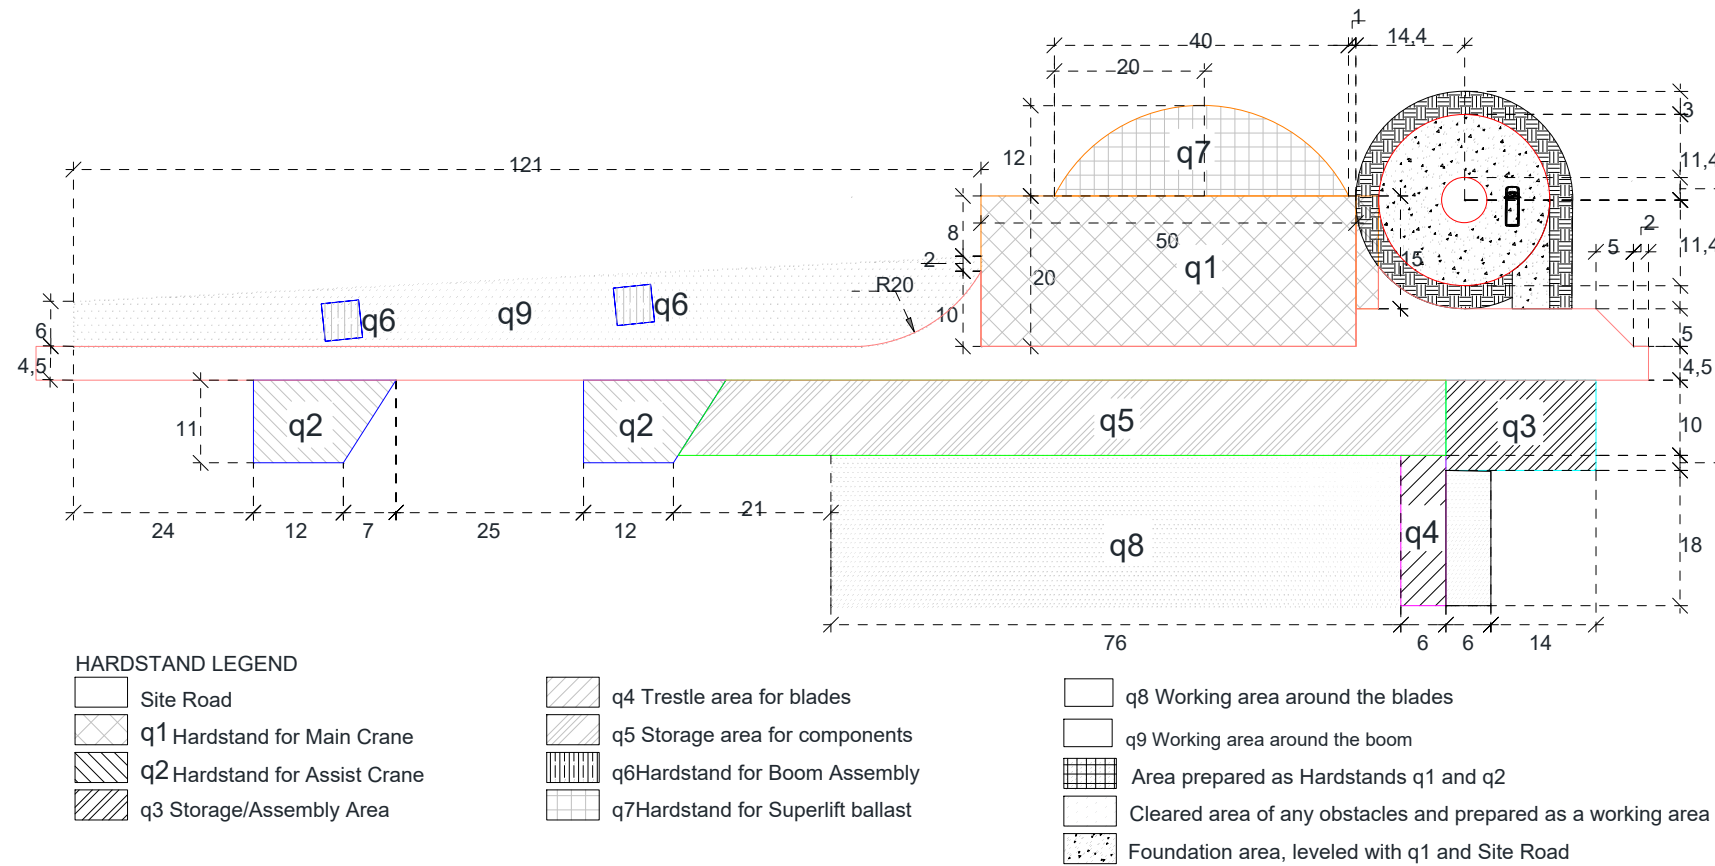 1
40
14,4
20
3
12
q7
11,4
121
8
2
50
5
2
11,4
15
2
q1
20
R20
10
q6
q9
q6
6
5
4,5
4,5
11
q2
q2
q5
q3
10
21
24
12
7
25
12
q8
q4
18
76
6
6
14
HARDSTAND LEGEND
Site Road
q1 Hardstand for Main Crane
q2 Hardstand for Assist Crane
q3 Storage/Assembly Area
q4 Trestle area for blades
q5 Storage area for components
q6Hardstand for Boom Assembly
q7Hardstand for Superlift ballast
q8 Working area around the blades
q9 Working area around the boom
Area prepared as Hardstands q1 and q2
Cleared area of any obstacles and prepared as a working area
Foundation area, leveled with q1 and Site Road